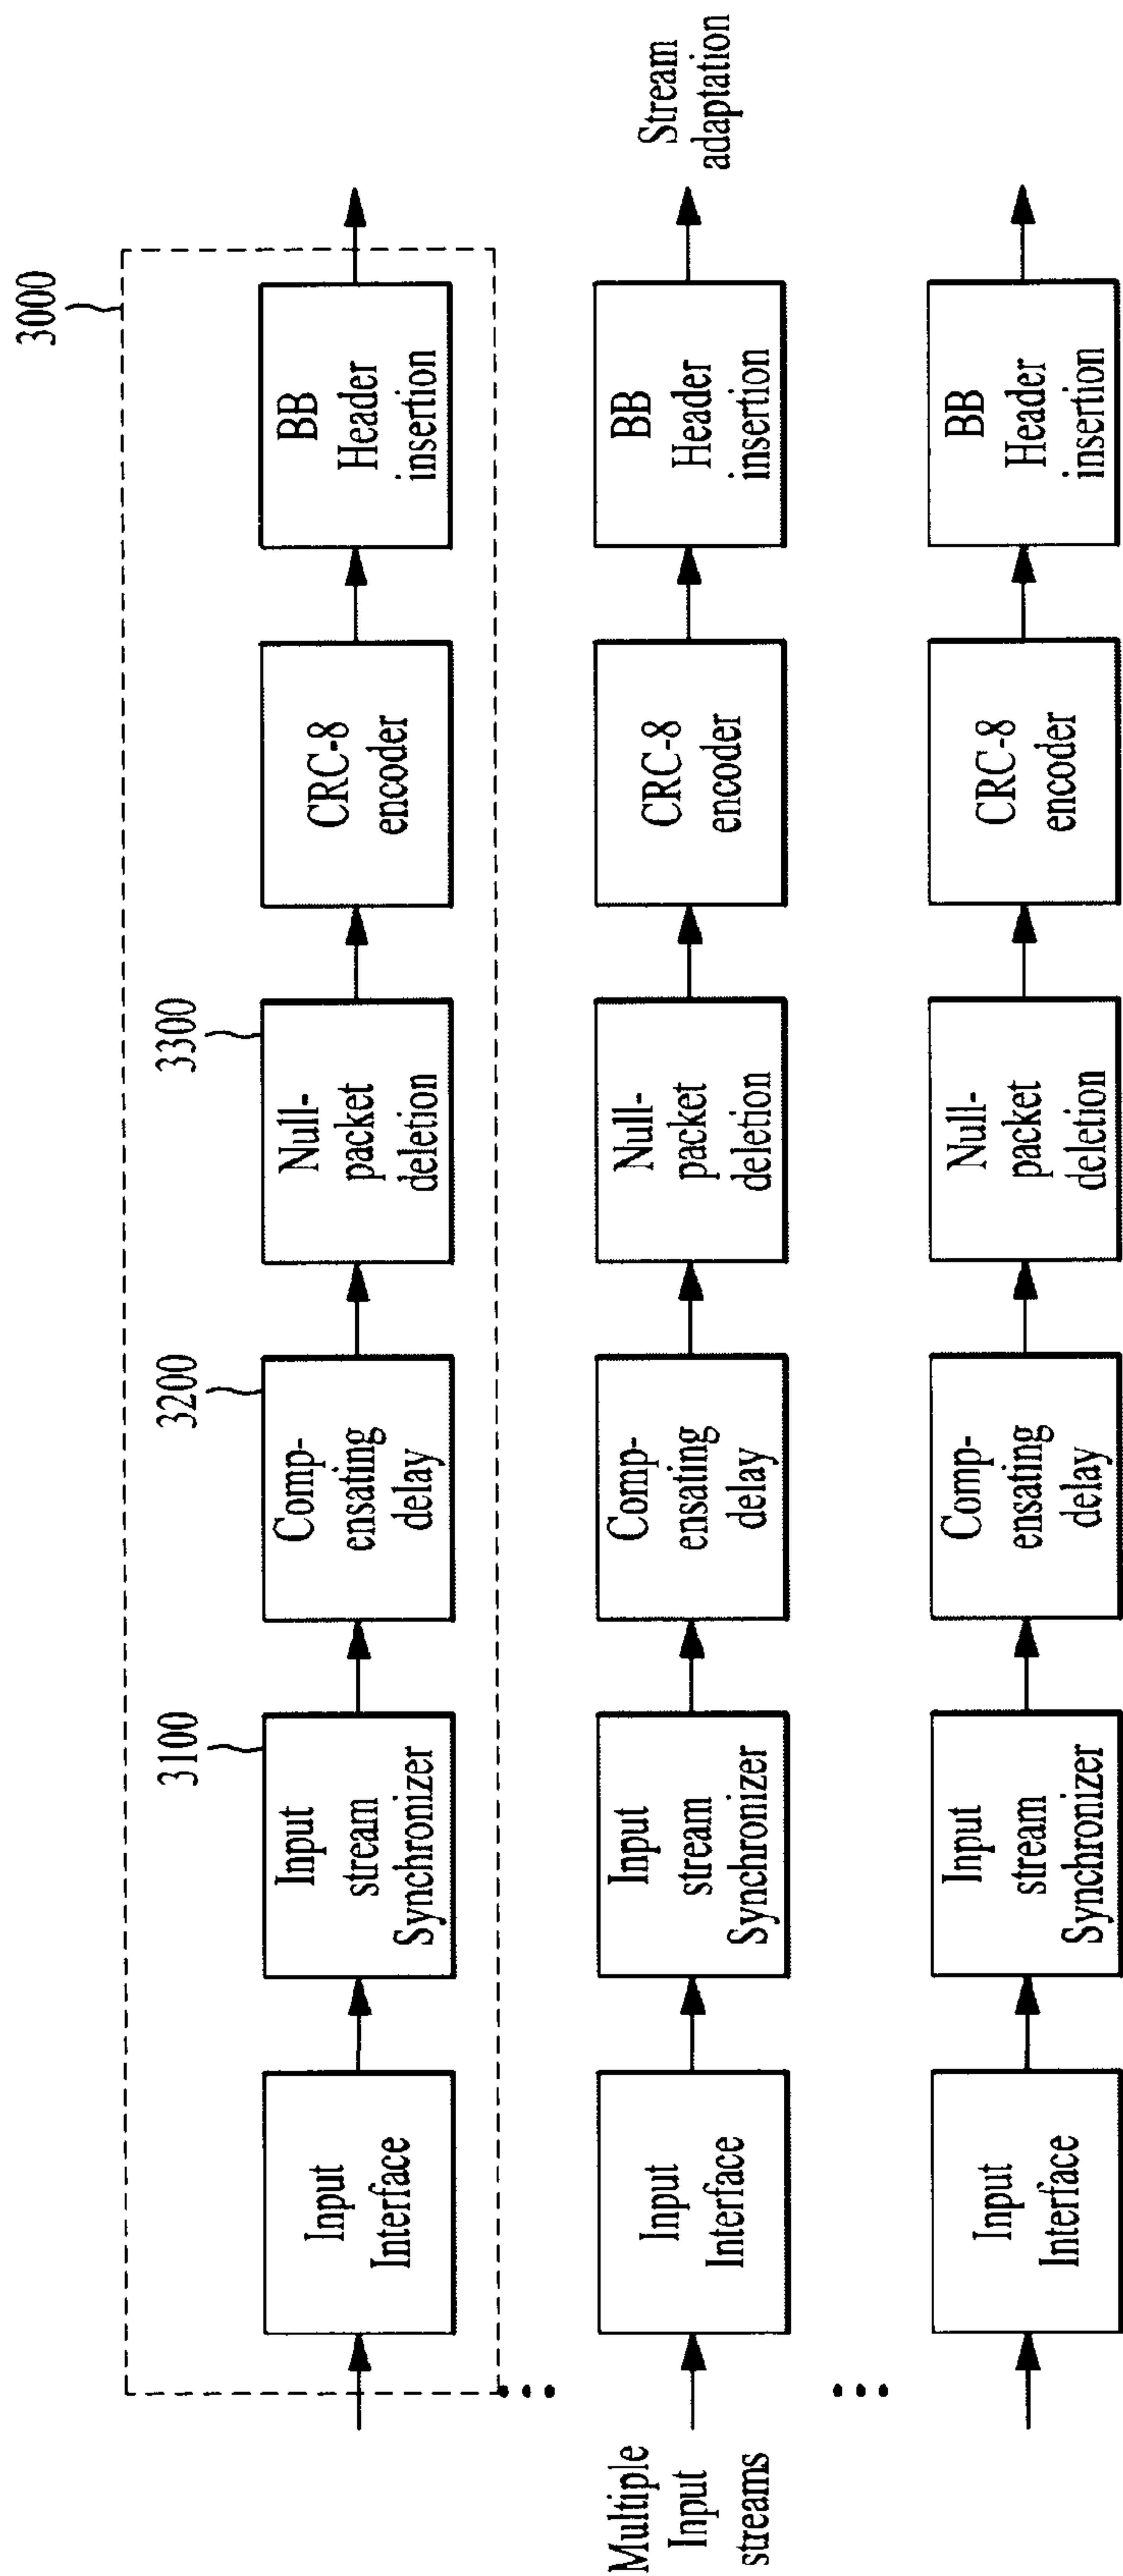 3000
3100
3200
3300
Input
Interface
Input
stream
Synchronizer
Comp-
ensating
delay
Null-
packet
deletion
CRC-8
encoder
BB
Header
insertion
Multiple
Input
streams
...
Input
Interface
Input
stream
Synchronizer
Comp-
ensating
delay
Null-
packet
deletion
CRC-8
encoder
BB
Header
insertion
Stream
adaptation
...
Input
Interface
Input
stream
Synchronizer
Comp-
ensating
delay
Null-
packet
deletion
CRC-8
encoder
BB
Header
insertion